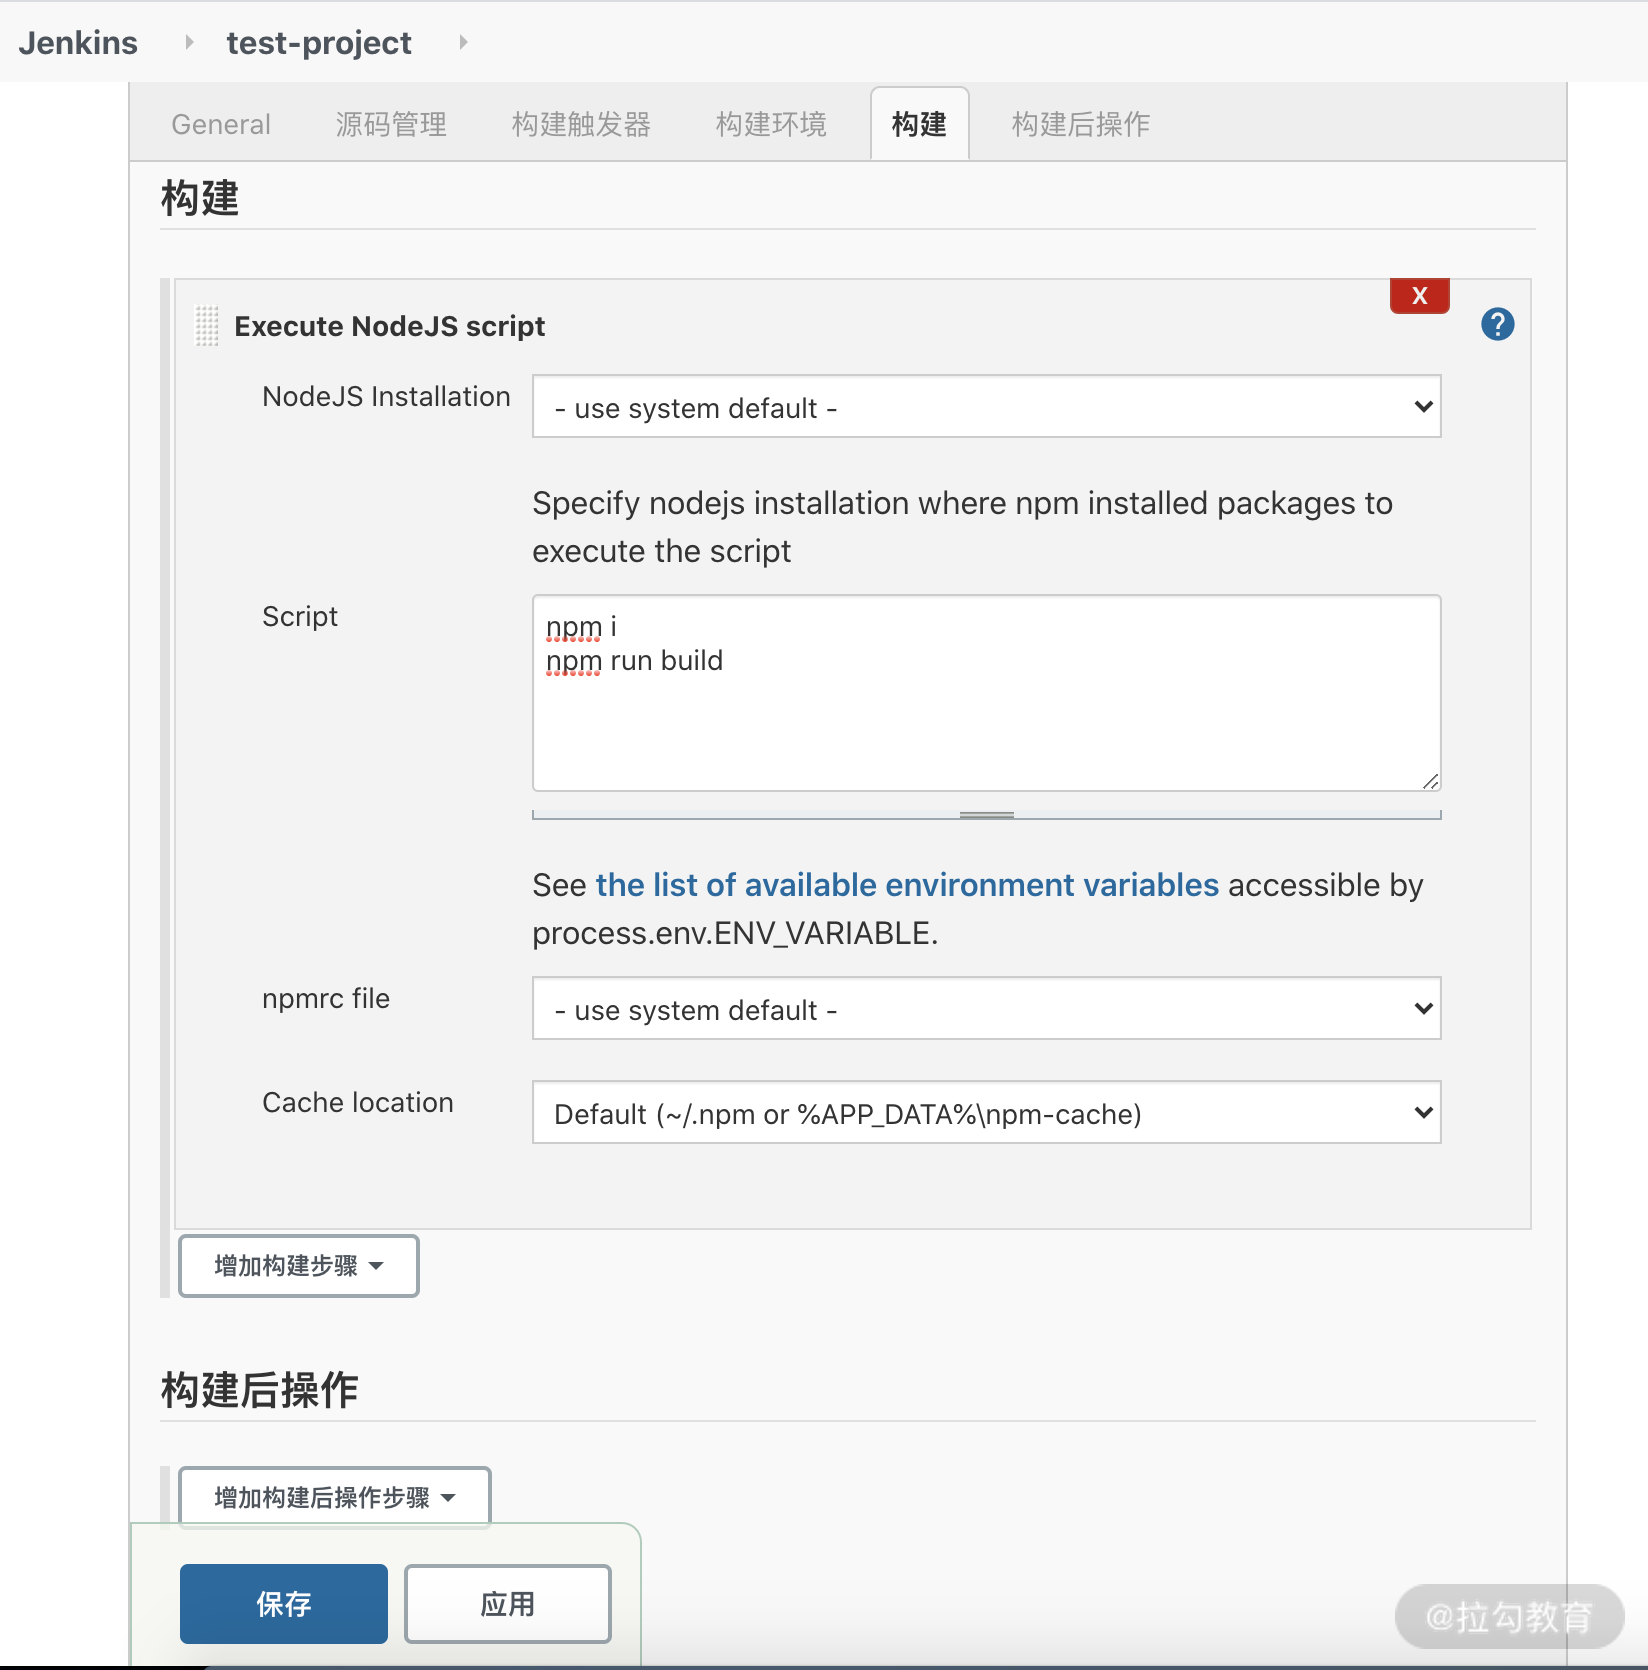 Jenkins test-project
General 源码管理 构建触发器 构建环境 构建 构建后操作
构建
X
Execute NodeJS script
?
NodeJS Installation
- use system default -
Specify nodejs installation where npm installed packages to
execute the script
Script
npm i
npm run build
See the list of available environment variables accessible by
process.env.ENV_VARIABLE.
npmrc file
- use system default -
Cache location
Default (~/.npm or %APP_DATA%\npm-cache)
增加构建步骤
构建后操作
增加构建后操作步骤
保存 应用
@拉勾教育